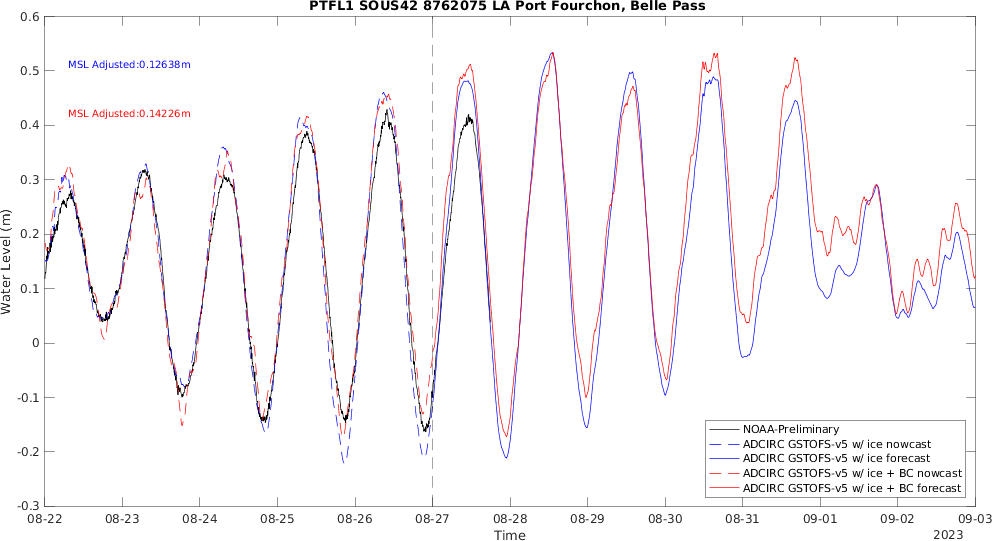 PTFL1 SOUS42 8762075 LA Port Fourchon, Belle Pass
0.6
0.5
0.4
0.3
0.2
0.1
0
-0.1
-0.2
-0.3
Water Level (m)
MSL Adjusted:0.12638m
MSL Adjusted:0.14226m
NOAA-Preliminary
ADCIRC GSTOFS-v5 w/ ice nowcast
ADCIRC GSTOFS-v5 w/ ice forecast
ADCIRC GSTOFS-v5 w/ ice + BC nowcast
ADCIRC GSTOFS-v5 w/ ice + BC forecast
08-22 08-23 08-24 08-25 08-26 08-27 08-28 08-29 08-30 08-31 09-01 09-02 09-03
Time
2023